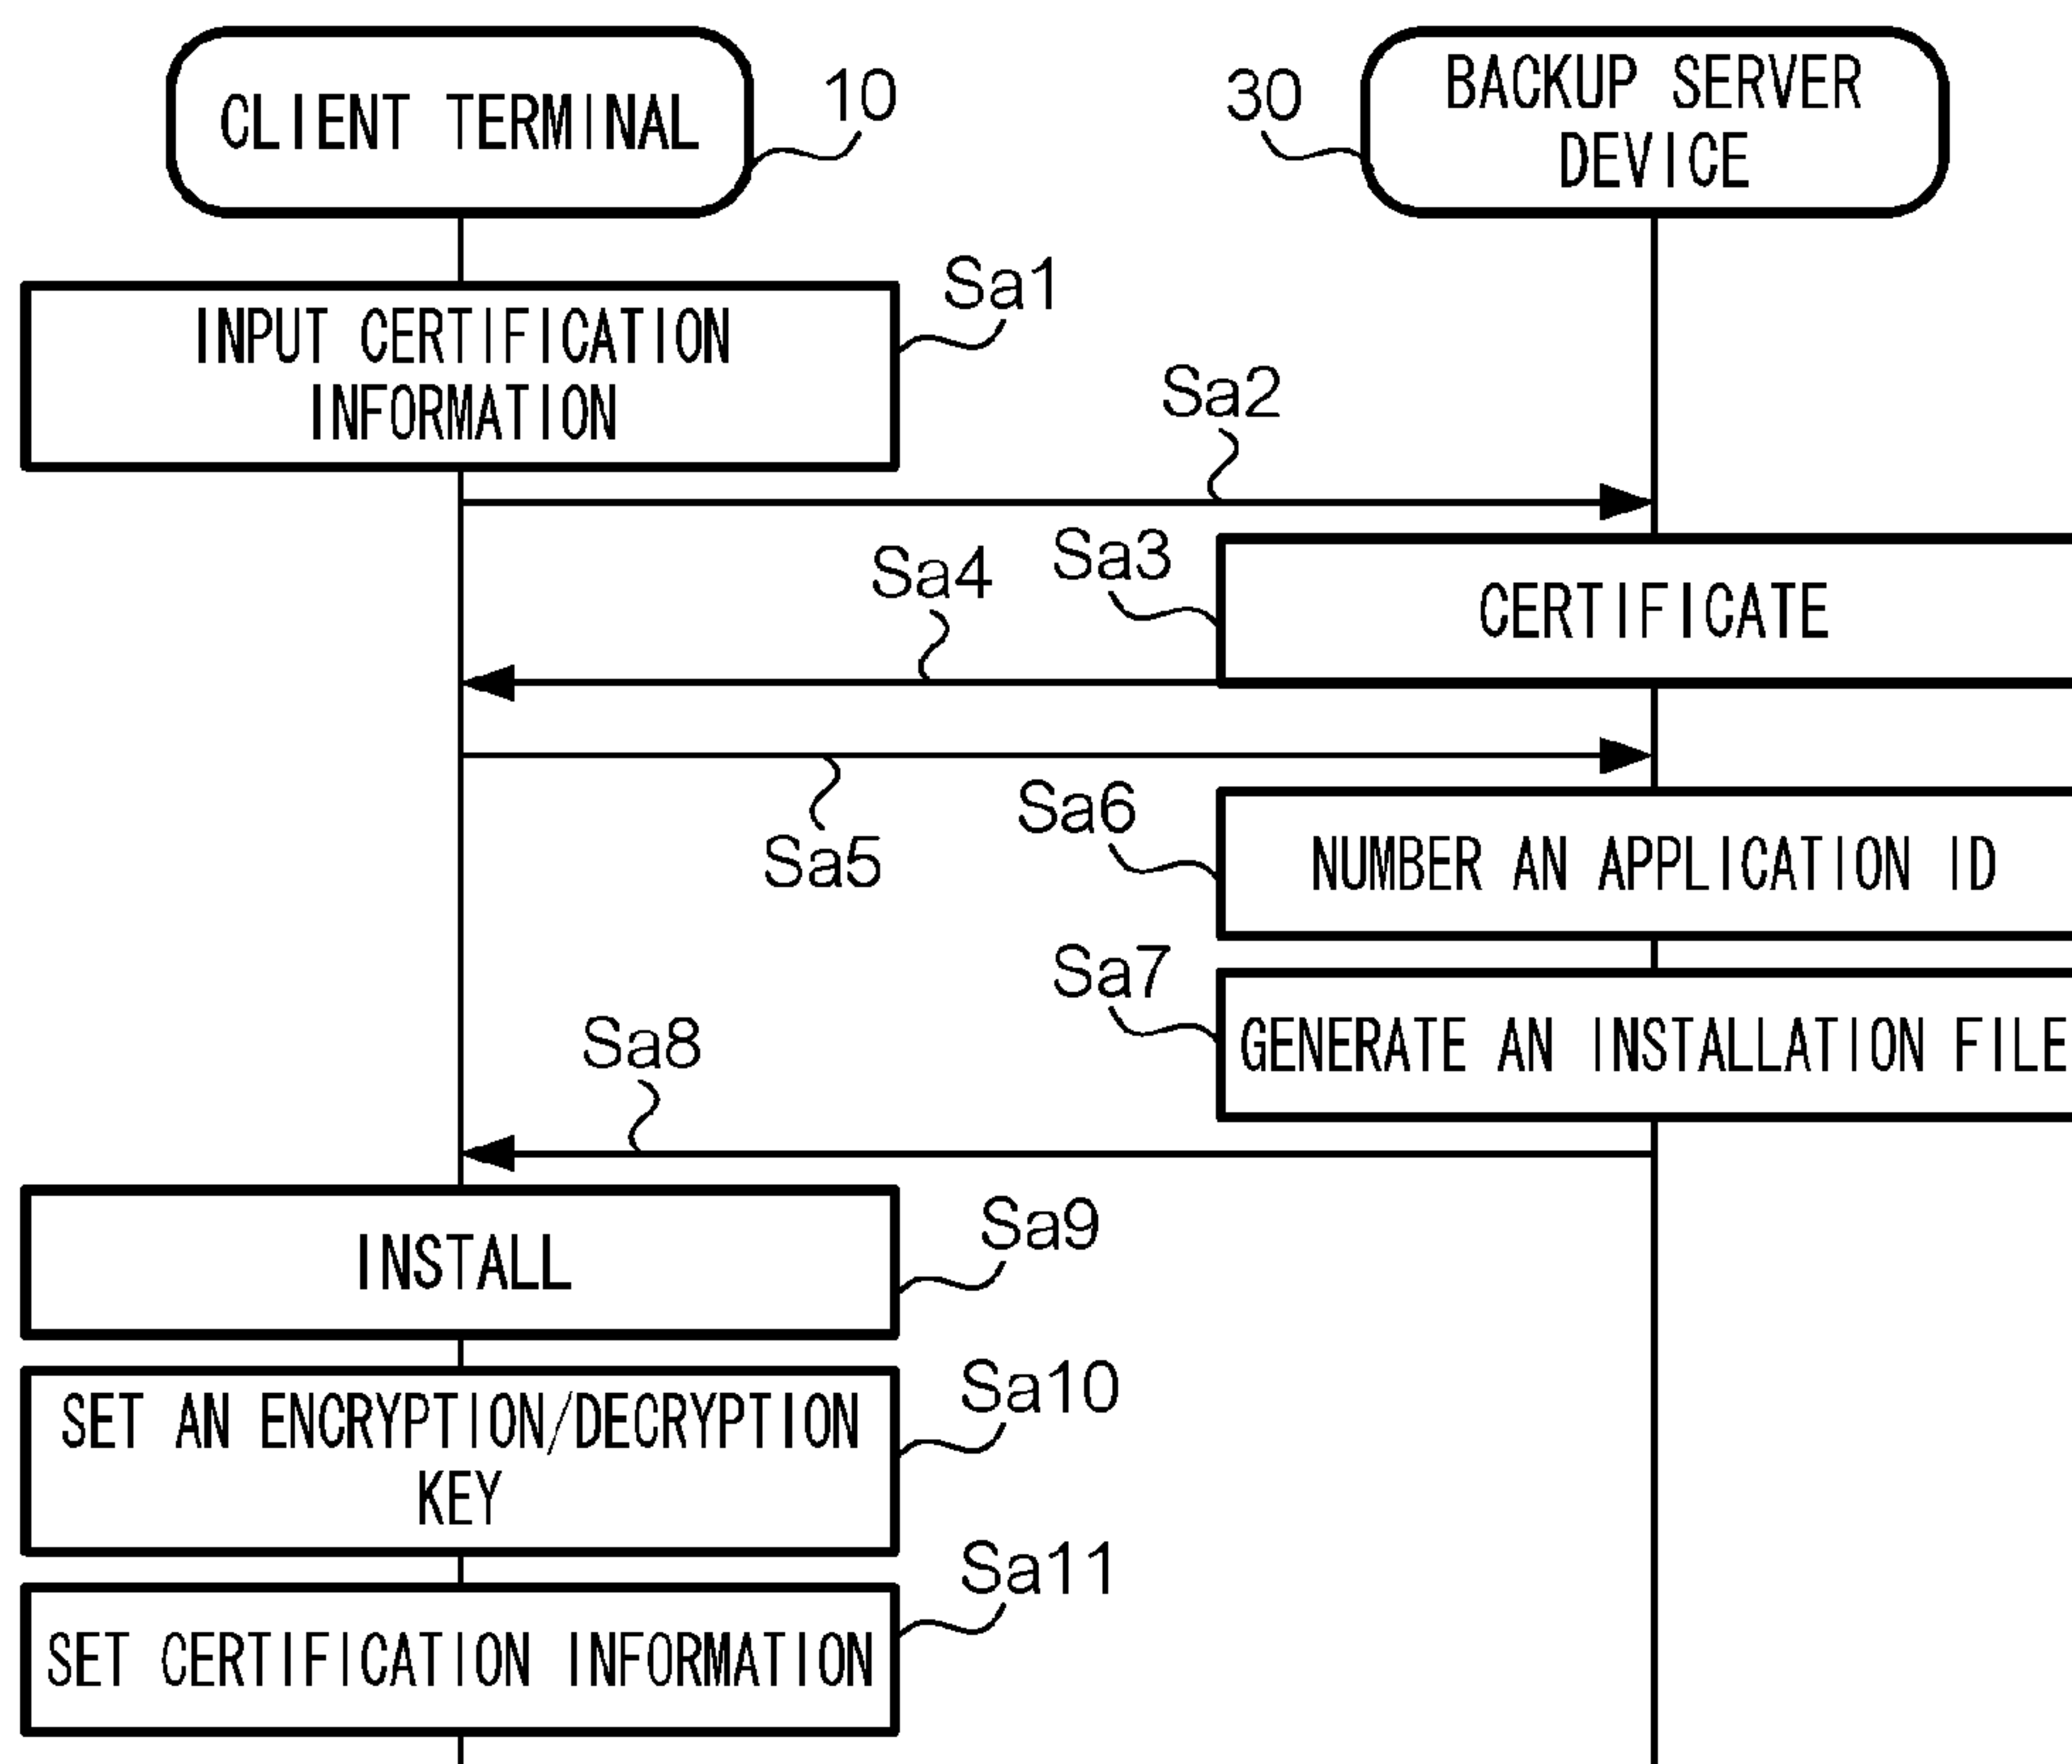 CLIENT TERMINAL
10
30
BACKUP SERVER
DEVICE
Sa1
INPUT CERTIFICATION
INFORMATION
Sa2
Sa3
CERTIFICATE
Sa4
Sa5
Sa6
NUMBER AN APPLICATION ID
Sa7
GENERATE AN INSTALLATION FILE
Sa8
INSTALL
Sa9
SET AN ENCRYPTION/DECRYPTION
KEY
Sa10
SET CERTIFICATION INFORMATION
Sa11